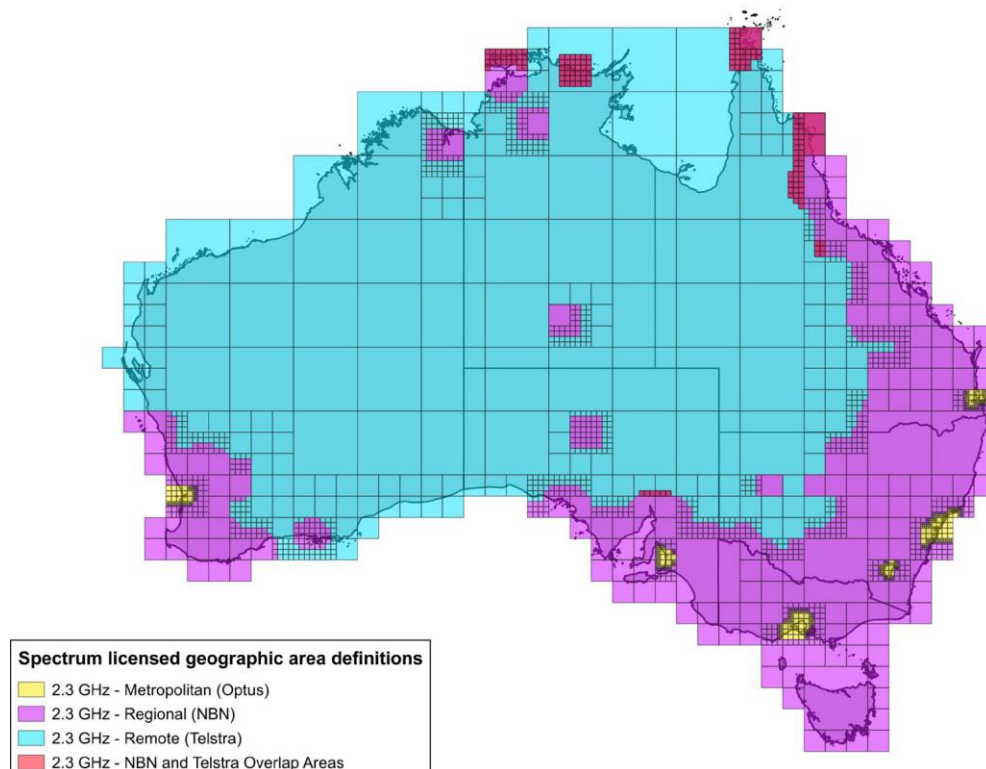 Spectrum licensed geographic area definitions
2.3 GHz - Metropolitan (Optus)
2.3 GHz - Regional (NBN)
2.3 GHz - Remote (Telstra)
2.3 GHz - NBN and Telstra Overlap Areas